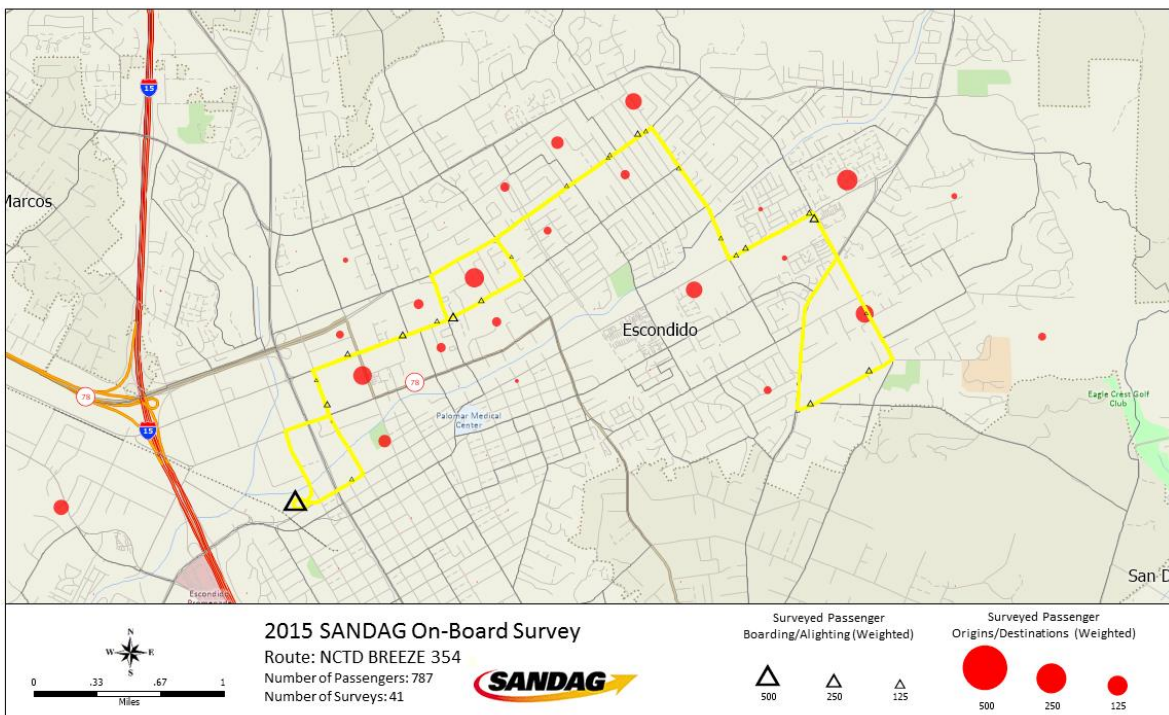 15
Marcos
Escondido
78
78
Eagle Crest Golf
Club
Palomar Medical
Center
15
San D
Escondido
2015 SANDAG On-Board Survey
Route: NCTD BREEZE 354
Number of Passengers: 787
Number of Surveys: 41
N
W E
S
0 .33 .67 1
Miles
SANDAG
Surveyed Passenger
Boarding/Alighting (Weighted)
500 250 125
Surveyed Passenger
Origins/Destinations (Weighted)
500 250 125